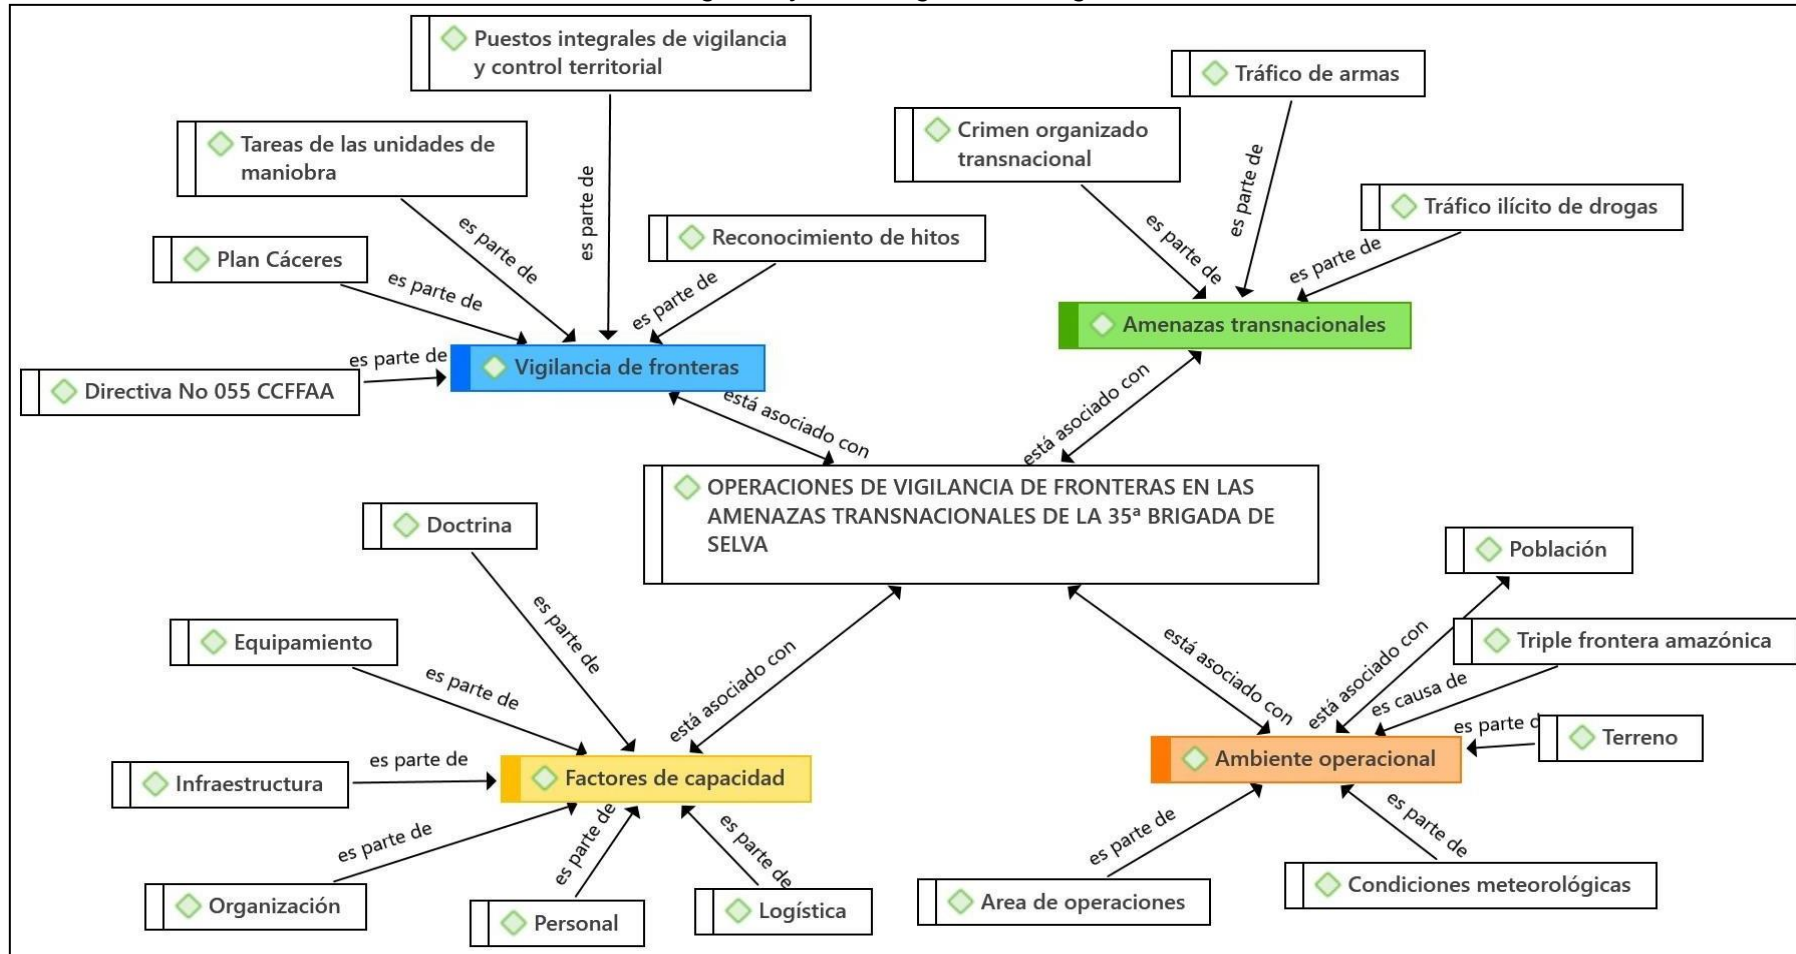 Puestos integrales de vigilancia
y control territorial
Tráfico de armas
Crimen organizado
transnacional
Tareas de las unidades de
maniobra
es parte de
es parte de
Tráfico ilícito de drogas
Reconocimiento de hitos
es parte de
es parte de
Plan Cáceres
es parte de
es parte de
es parte de
Amenazas transnacionales
es parte de
Vigilancia de fronteras
Directiva No 055 CCFFAA
está asociado con
está asociado con
OPERACIONES DE VIGILANCIA DE FRONTERAS EN LAS
AMENAZAS TRANSNACIONALES DE LA 35ª BRIGADA DE
SELVA
Doctrina
Población
es parte de
Equipamiento
está asociado con
está asociado con
está asociado con
Triple frontera amazónica
es parte de
es causa de
es parte d
Terreno
es parte de
Infraestructura
Factores de capacidad
Ambiente operacional
es parte de
es parte de
es parte de
es parte de
es parte de
Organización
Personal
Logística
Area de operaciones
Condiciones meteorológicas